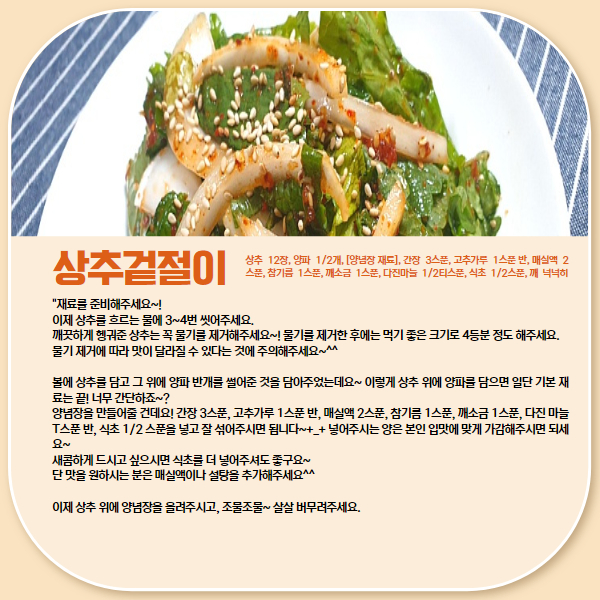 상추겉절이
상추 12장, 양파 1/2개, [양념장 재료], 간장 3스푼, 고추가루 1스푼 반, 매실액 2
스푼, 참기름 1스푼, 깨소금 1스푼, 다진마늘 1/2티스푼, 식초 1/2스푼, 깨 넉넉히
"재료를 준비해주세요~!
이제 상추를 흐르는 물에 3~4번 씻어주세요.
깨끗하게 헹궈준 상추는 꼭 물기를 제거해주세요~! 물기를 제거한 후에는 먹기 좋은 크기로 4등분 정도 해주세요.
물기 제거에 따라 맛이 달라질 수 있다는 것에 주의해주세요~^^
볼에 상추를 담고 그 위에 양파 반개를 썰어준 것을 담아주었는데요~ 이렇게 상추 위에 양파를 담으면 일단 기본 재
료는 끝! 너무 간단하죠~?
양념장을 만들어줄 건데요! 간장 3스푼, 고추가루 1스푼 반, 매실액 2스푼, 참기름 1스푼, 깨소금 1스푼, 다진 마늘
T스푼 반, 식초 1/2 스푼을 넣고 잘 섞어주시면 됩니다~+_+ 넣어주시는 양은 본인 입맛에 맞게 가감해주시면 되세
요~
새콤하게 드시고 싶으시면 식초를 더 넣어주셔도 좋구요~
단 맛을 원하시는 분은 매실액이나 설탕을 추가해주세요^^
이제 상추 위에 양념장을 올려주시고, 조물조물~ 살살 버무려주세요.